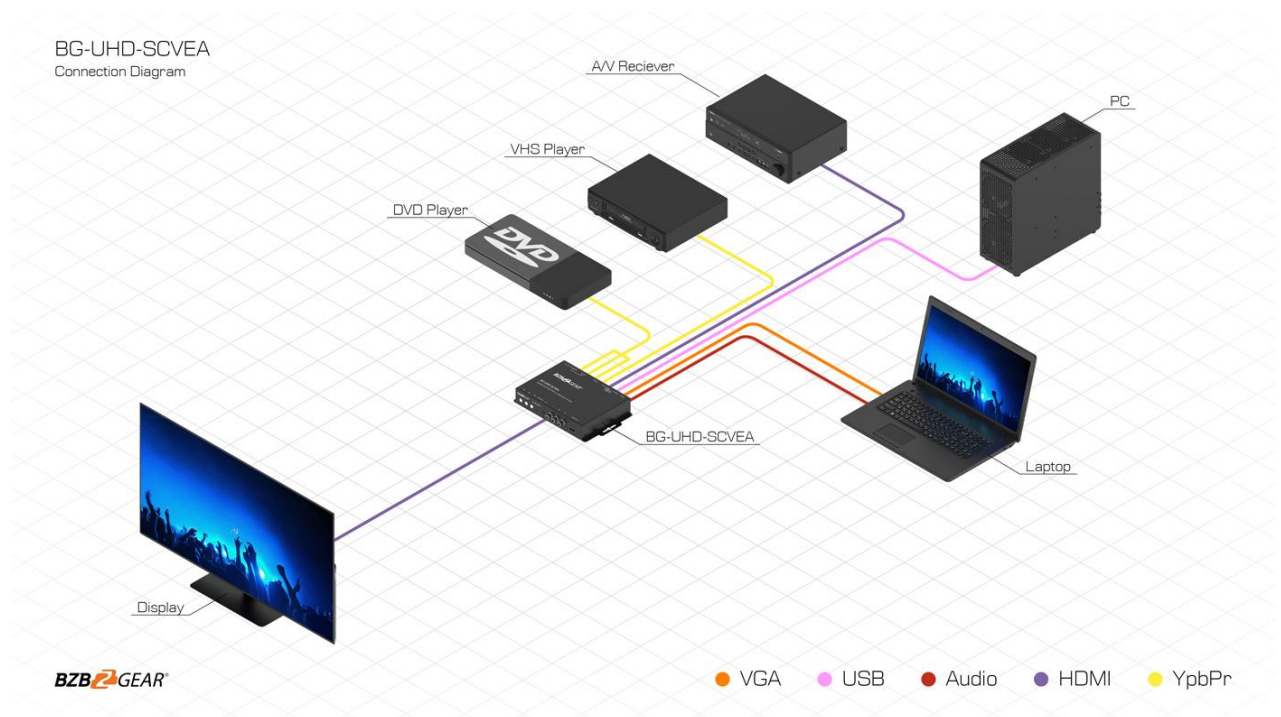 BG-UHD-SCVEA
Connection Diagram
A/V Reciever
PC
VHS Player
DVD Player
DVD
BZBGEAR
BG-UHD-SCVEA
Laptop
Display
BZB GEAR®
VGA
USB
Audio
HDMI
YpbPr